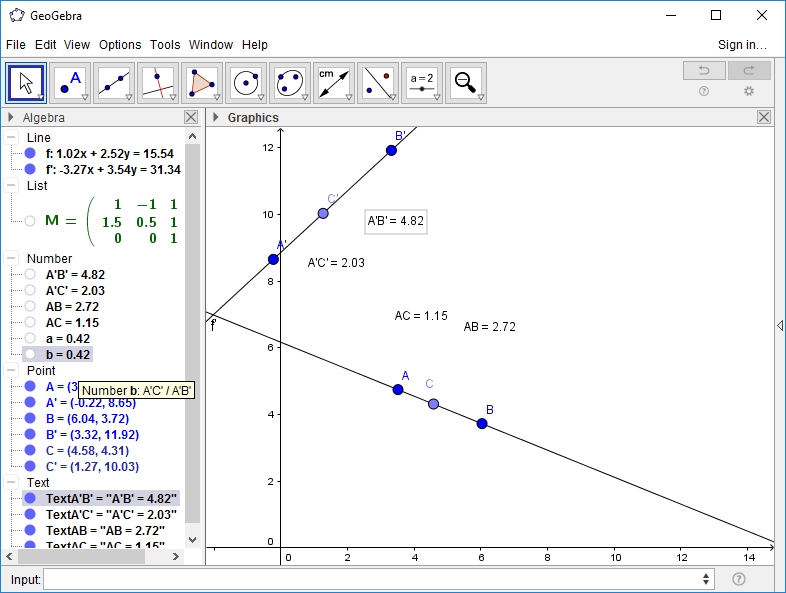 GeoGebra
File Edit View Options Tools Window Help Sign in...
A cm a = 2
Algebra
Graphics
Line
f: 1.02x + 2.52y = 15.54
f': -3.27x + 3.54y = 31.34
List
M =
1 −1 1
1.5 0.5 1
0 0 1
Number
A'B' = 4.82
A'C' = 2.03
AB = 2.72
AC = 1.15
a = 0.42
b = 0.42
Number b: A'C' / A'B'
Point
A = (3
A' = (-0.22, 8.65)
B = (6.04, 3.72)
B' = (3.32, 11.92)
C = (4.58, 4.31)
C' = (1.27, 10.03)
Text
TextA'B' = "A'B' = 4.82"
TextA'C' = "A'C' = 2.03"
TextAB = "AB = 2.72"
TextAC = "AC = 1.15"
B'
12
C'
10
A'B' = 4.82
A'
A'C' = 2.03
8
AC = 1.15
f'
AB = 2.72
6
A
C
B
4
2
0
0 2 4 6 8 10 12 14
Input: